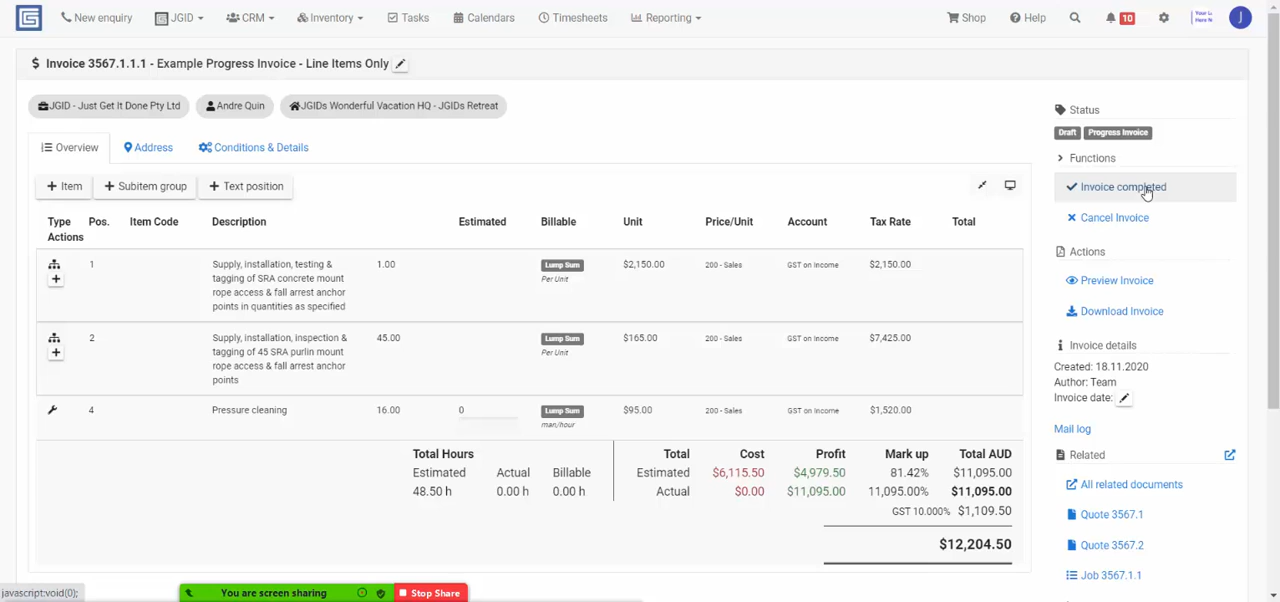 New enquiry JGID CRM Inventory Tasks Calendars Timesheets Reporting Shop Help 10 J
$ Invoice 3567.1.1.1 - Example Progress Invoice - Line Items Only
JGID - Just Get It Done Pty Ltd Andre Quin JGIDs Wonderful Vacation HQ - JGIDs Retreat
Status
Draft Progress Invoice
Overview Address Conditions & Details
Functions
+ Item + Subitem group + Text position
Invoice completed
Cancel Invoice
Type Pos. Item Code Description Estimated Billable Unit Price/Unit Account Tax Rate Total
Actions
Actions
1 Supply, installation, testing & 1.00 Lump Sum $2,150.00 200 - Sales GST on Income $2,150.00
+ tagging of SRA concrete mount Per Unit
rope access & fall arrest anchor
points in quantities as specified
Preview Invoice
Download Invoice
2 Supply, installation, inspection & 45.00 Lump Sum $165.00 200 - Sales GST on Income $7,425.00
+ tagging of 45 SRA purlin mount Per Unit
rope access & fall arrest anchor
points
Invoice details
Created: 18.11.2020
Author: Team
Invoice date:
4 Pressure cleaning 16.00 0 Lump Sum $95.00 200 - Sales GST on Income $1,520.00
man/hour
Mail log
Total Hours Total Cost Profit Mark up Total AUD
Estimated Actual Billable Estimated $6,115.50 $4,979.50 81.42% $11,095.00
48.50 h 0.00 h 0.00 h Actual $0.00 $11,095.00 11,095.00% $11,095.00
GST 10.000% $1,109.50
$12,204.50
Related
All related documents
Quote 3567.1
Quote 3567.2
Job 3567.1.1
javascript:void(0);
You are screen sharing Stop Share